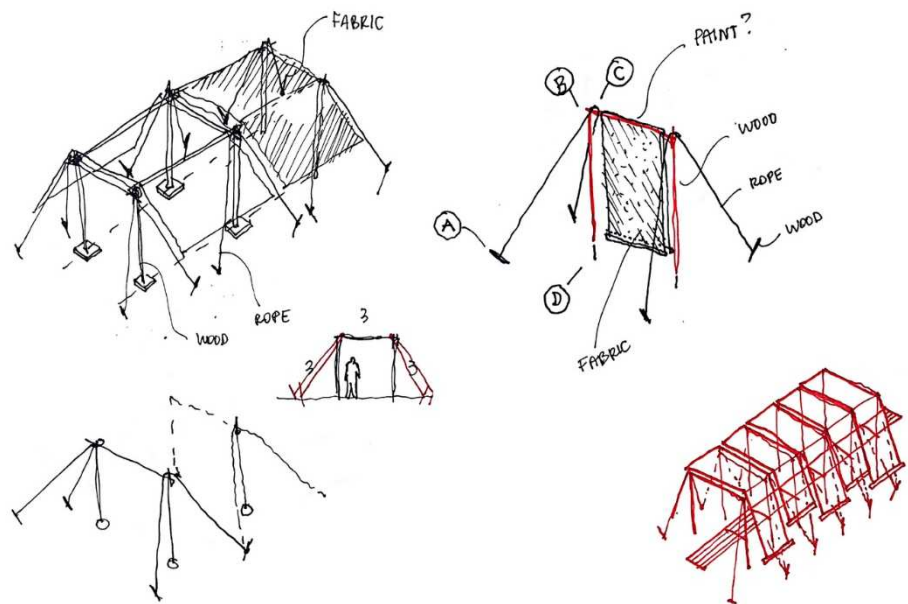 FABRIC
WOOD
ROPE
PAINT?
B
C
WOOD
ROPE
A
WOOD
D
FABRIC
3
3
3